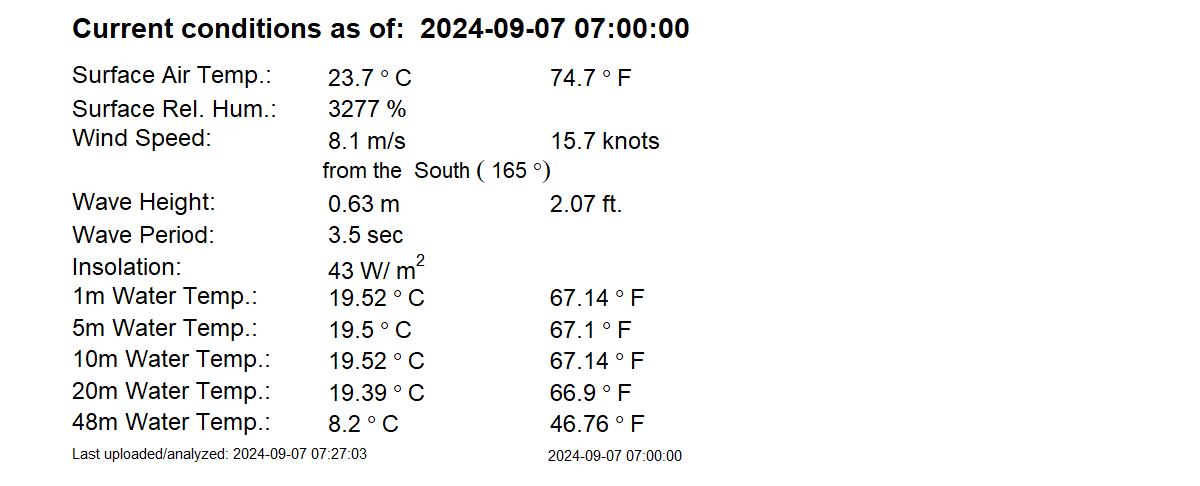 Current conditions as of:  2024-09-07 07:00:00
Surface Air Temp.: 23.7 ° C 74.7 ° F
Surface Rel. Hum.: 3277 %
Wind Speed: 8.1 m/s 15.7 knots
from the  South ( 165 °)
Wave Height: 0.63 m 2.07 ft.
Wave Period: 3.5 sec
Insolation: 43 W/ m²
1m Water Temp.: 19.52 ° C 67.14 ° F
5m Water Temp.: 19.5 ° C 67.1 ° F
10m Water Temp.: 19.52 ° C 67.14 ° F
20m Water Temp.: 19.39 ° C 66.9 ° F
48m Water Temp.: 8.2 ° C 46.76 ° F
Last uploaded/analyzed: 2024-09-07 07:27:03 2024-09-07 07:00:00